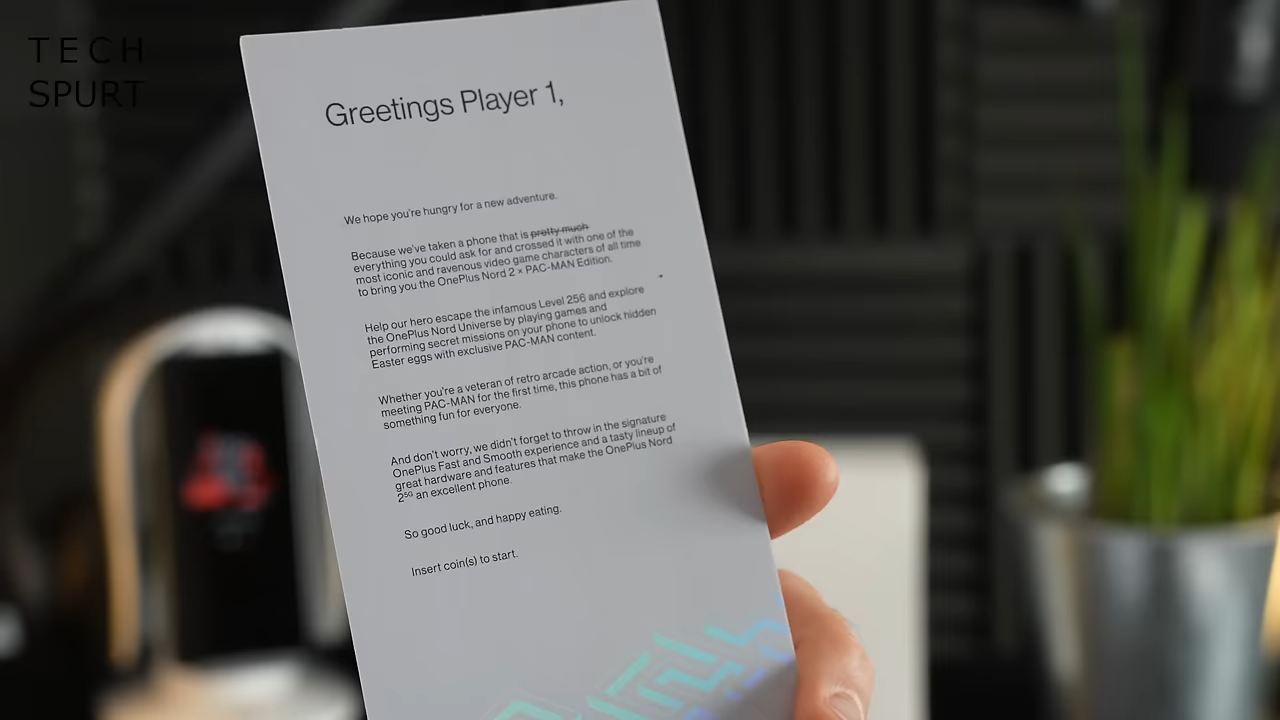 TECH
SPURT
Greetings Player 1,
We hope you're hungry for a new adventure.
Because we've taken a phone that is pretty much
everything you could ask for and crossed it with one of the
most iconic and ravenous video game characters of all time
to bring you the OnePlus Nord 2 × PAC-MAN Edition.
Help our hero escape the infamous Level 256 and explore
the OnePlus Nord Universe by playing games and
performing secret missions on your phone to unlock hidden
Easter eggs with exclusive PAC-MAN content.
Whether you're a veteran of retro arcade action, or you're
meeting PAC-MAN for the first time, this phone has a bit of
something fun for everyone.
And don't worry, we didn't forget to throw in the signature
OnePlus Fast and Smooth experience and a tasty lineup of
great hardware and features that make the OnePlus Nord
2⁵ᴳ an excellent phone.
So good luck, and happy eating.
Insert coin(s) to start.